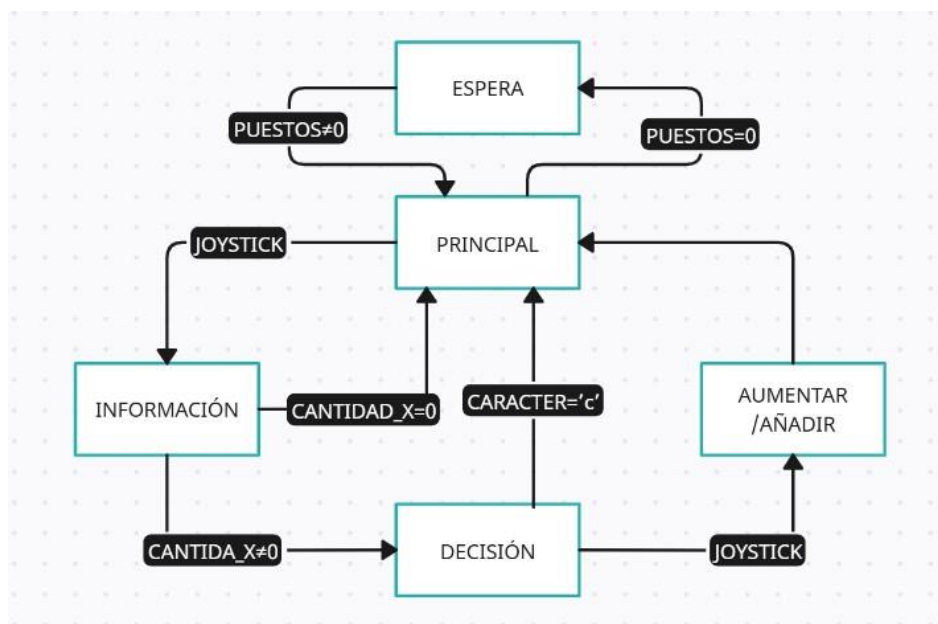 ESPERA
PUESTOS≠0
PUESTOS=0
PRINCIPAL
JOYSTICK
INFORMACIÓN
CANTIDAD_X=0
CARACTER=’c’
AUMENTAR
/AÑADIR
CANTIDA_X≠0
DECISIÓN
JOYSTICK